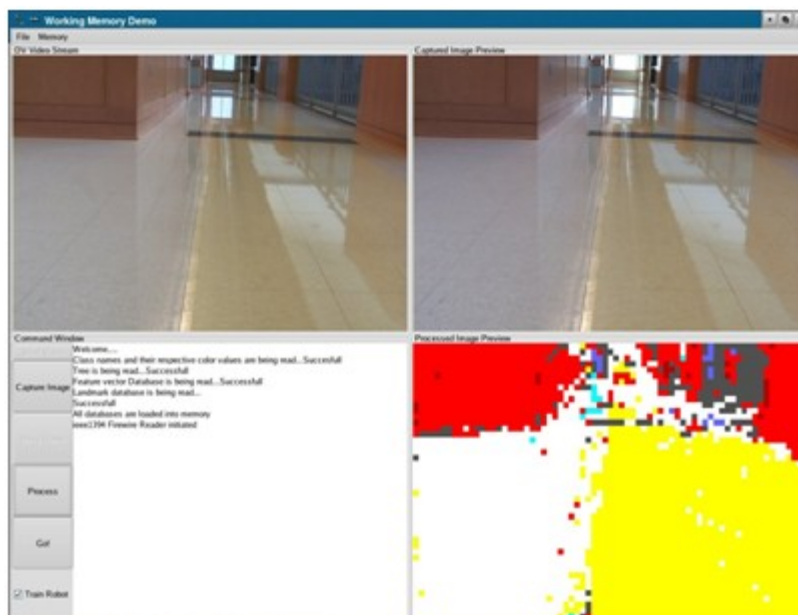 Working Memory Demo
File Memory
DV Video Stream
Captured Image Preview
Command Window
Welcome....
Class names and their respective color values are being read...Succesfull
Tree is being read...Successfull
Feature vector Database is being read...Successfull
Landmark database is being read...
Successfull
All databases are loaded into memory
ieee1394 Firewire Reader initiated
Capture Image
Process
Go!
Train Robot
Processed Image Preview